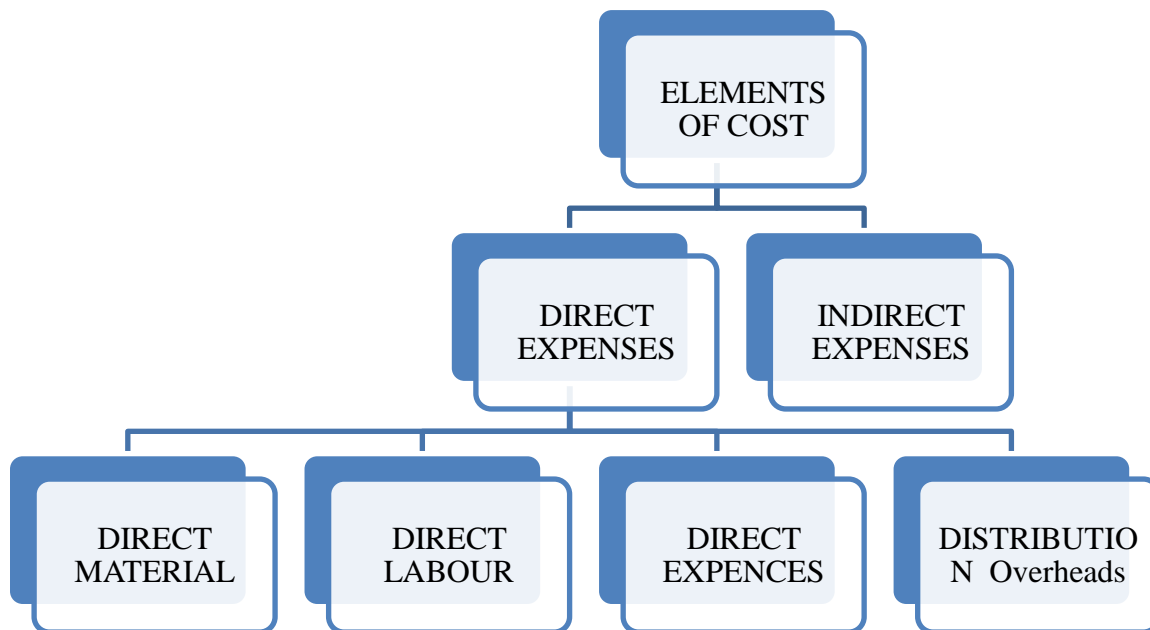 ELEMENTS
OF COST
DIRECT
EXPENSES
INDIRECT
EXPENSES
DIRECT
MATERIAL
DIRECT
LABOUR
DIRECT
EXPENCES
DISTRIBUTIO
N Overheads